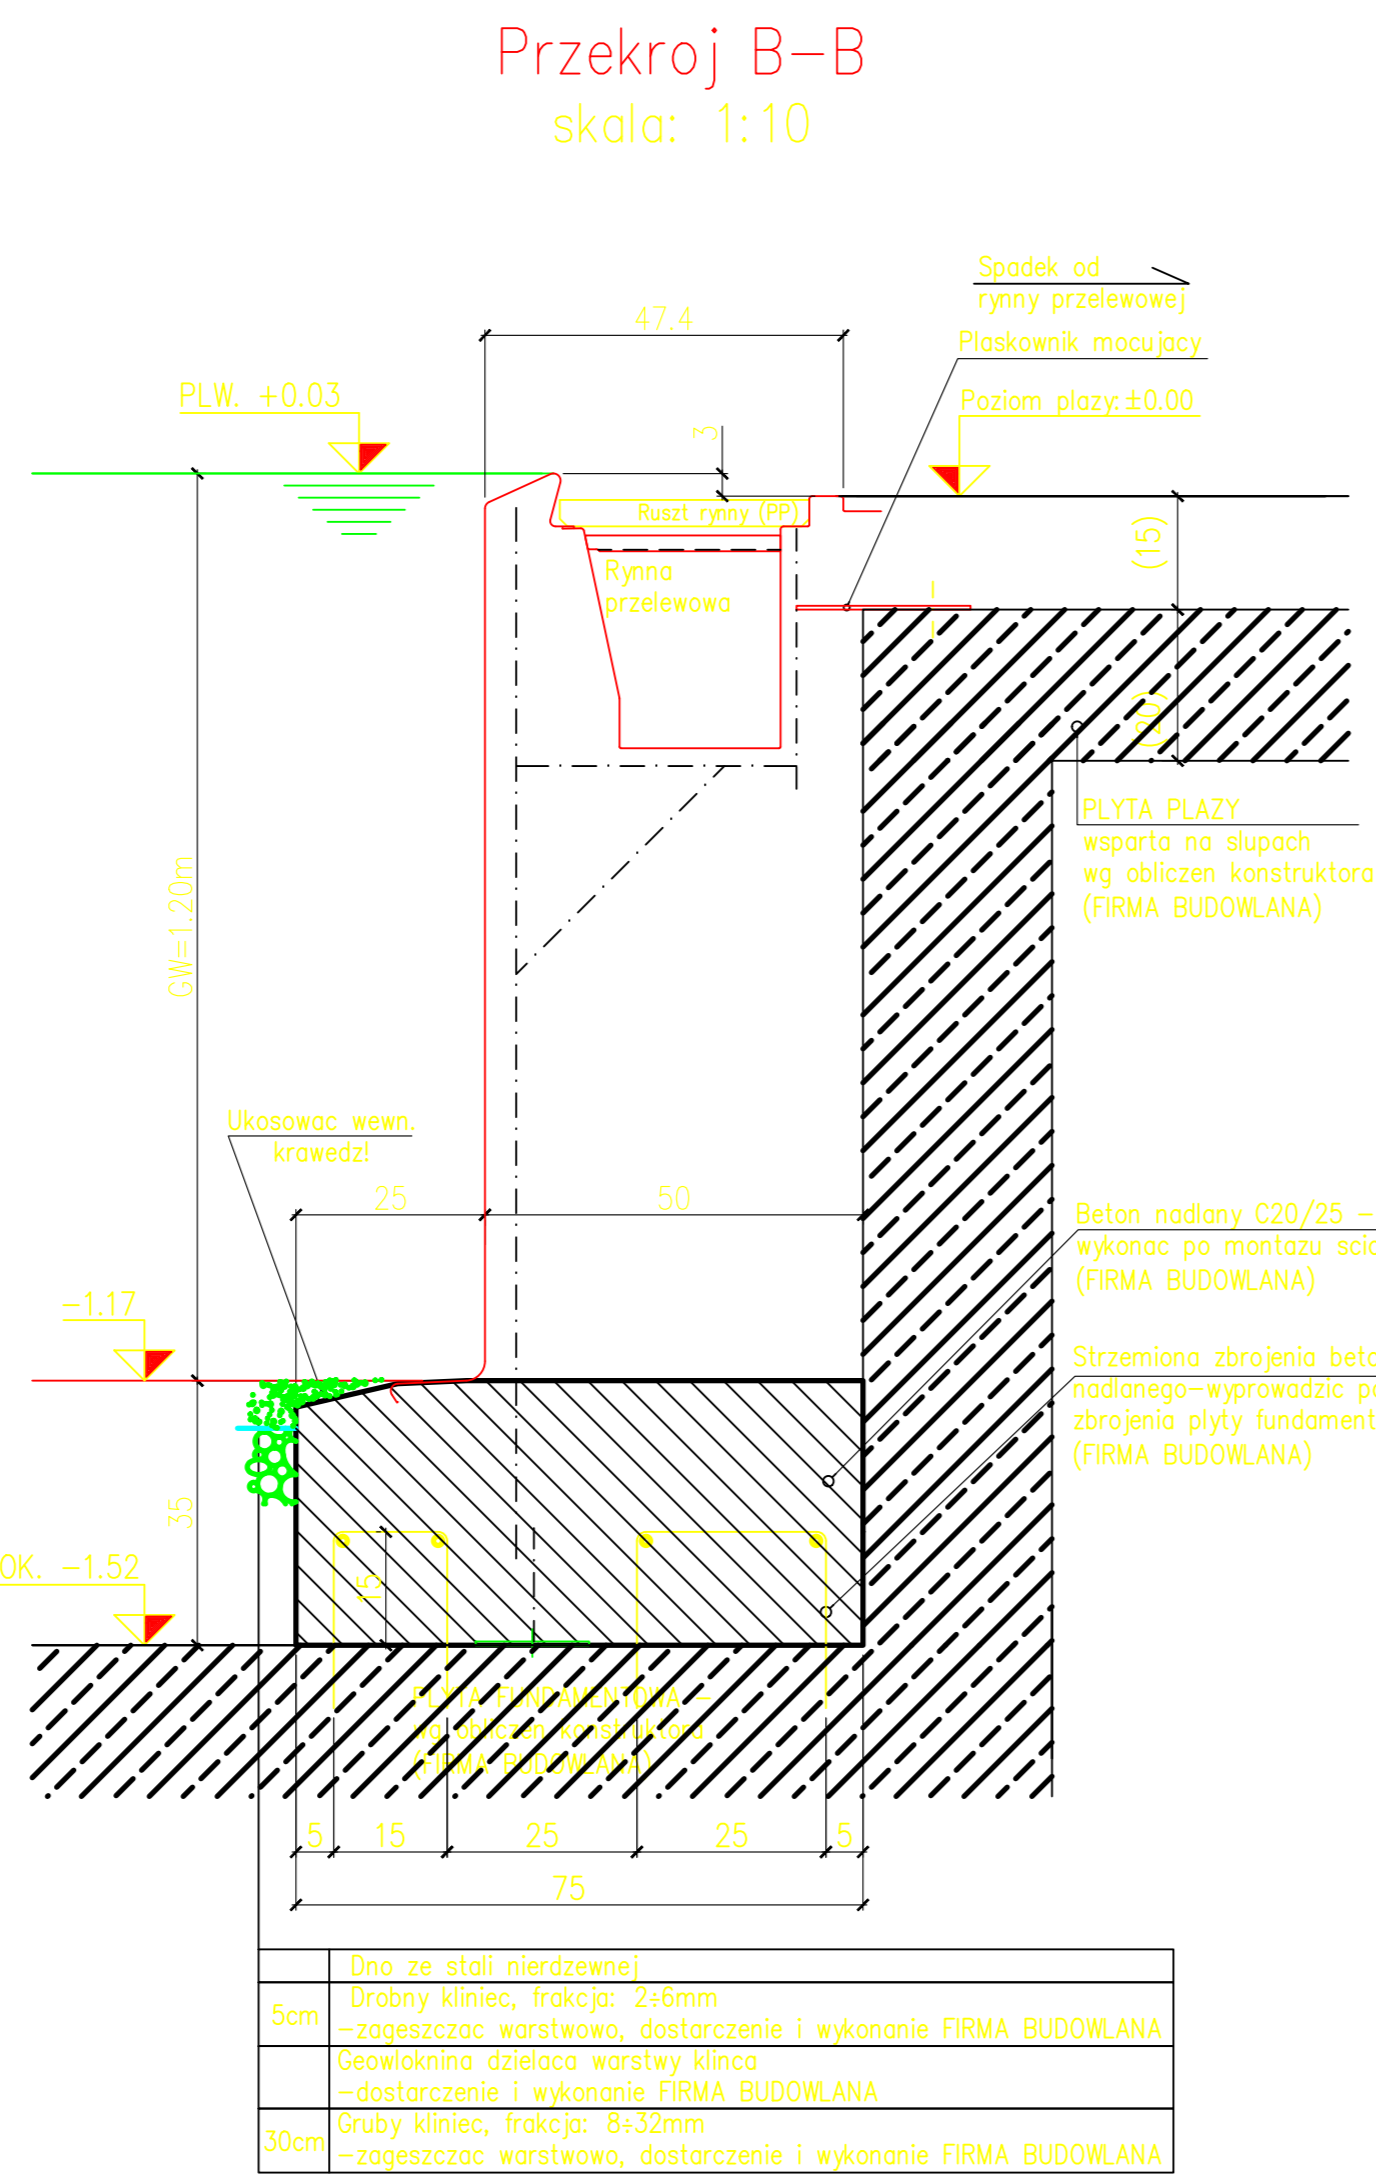 Przekroj B-B
skala: 1:10
Spadek od
rynny przelewowej
47.4
Plaskownik mocujacy
PLW. +0.03
Poziom plazy:±0.00
3
Ruszt rynny (PP)
(15)
Rynna
przelewowa
(20)
PLYTA PLAZY
wsparta na slupach
wg obliczen konstruktora
(FIRMA BUDOWLANA)
GW=1.20m
Ukosowac wewn.
krawedz!
25
50
Beton nadlany C20/25 -
wykonac po montazu
(FIRMA BUDOWLANA)
-1.17
Strzemiona zbrojenia
nadlanego-wyprowadzic
zbrojenia plyty
(FIRMA BUDOWLANA)
35
OK. -1.52
15
PLYTA FUNDAMENTOWA -
wg obliczen konstruktora
(FIRMA BUDOWLANA)
5 15 25 25 5
75
Dno ze stali nierdzewnej
5cm
Drobny kliniec, frakcja: 2÷6mm
-zageszczac warstwowo, dostarczenie i wykonanie FIRMA BUDOWLANA
Geowloknina dzielaca warstwy klinca
-dostarczenie i wykonanie FIRMA BUDOWLANA
30cm
Gruby kliniec, frakcja: 8÷32mm
-zageszczac warstwowo, dostarczenie i wykonanie FIRMA BUDOWLANA